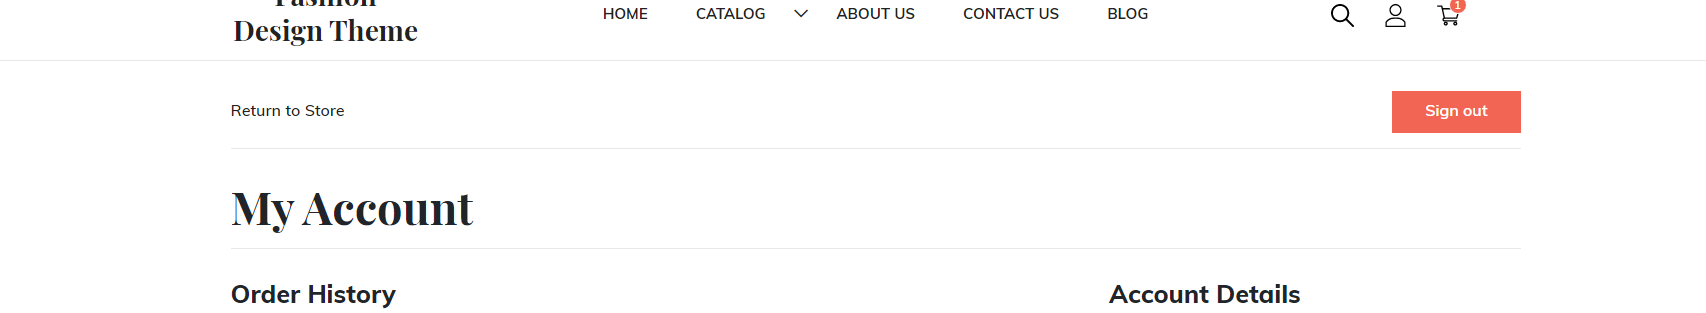 Fashion
Design Theme
HOME CATALOG ABOUT US CONTACT US BLOG
1
Return to Store
Sign out
My Account
Order History
Account Details